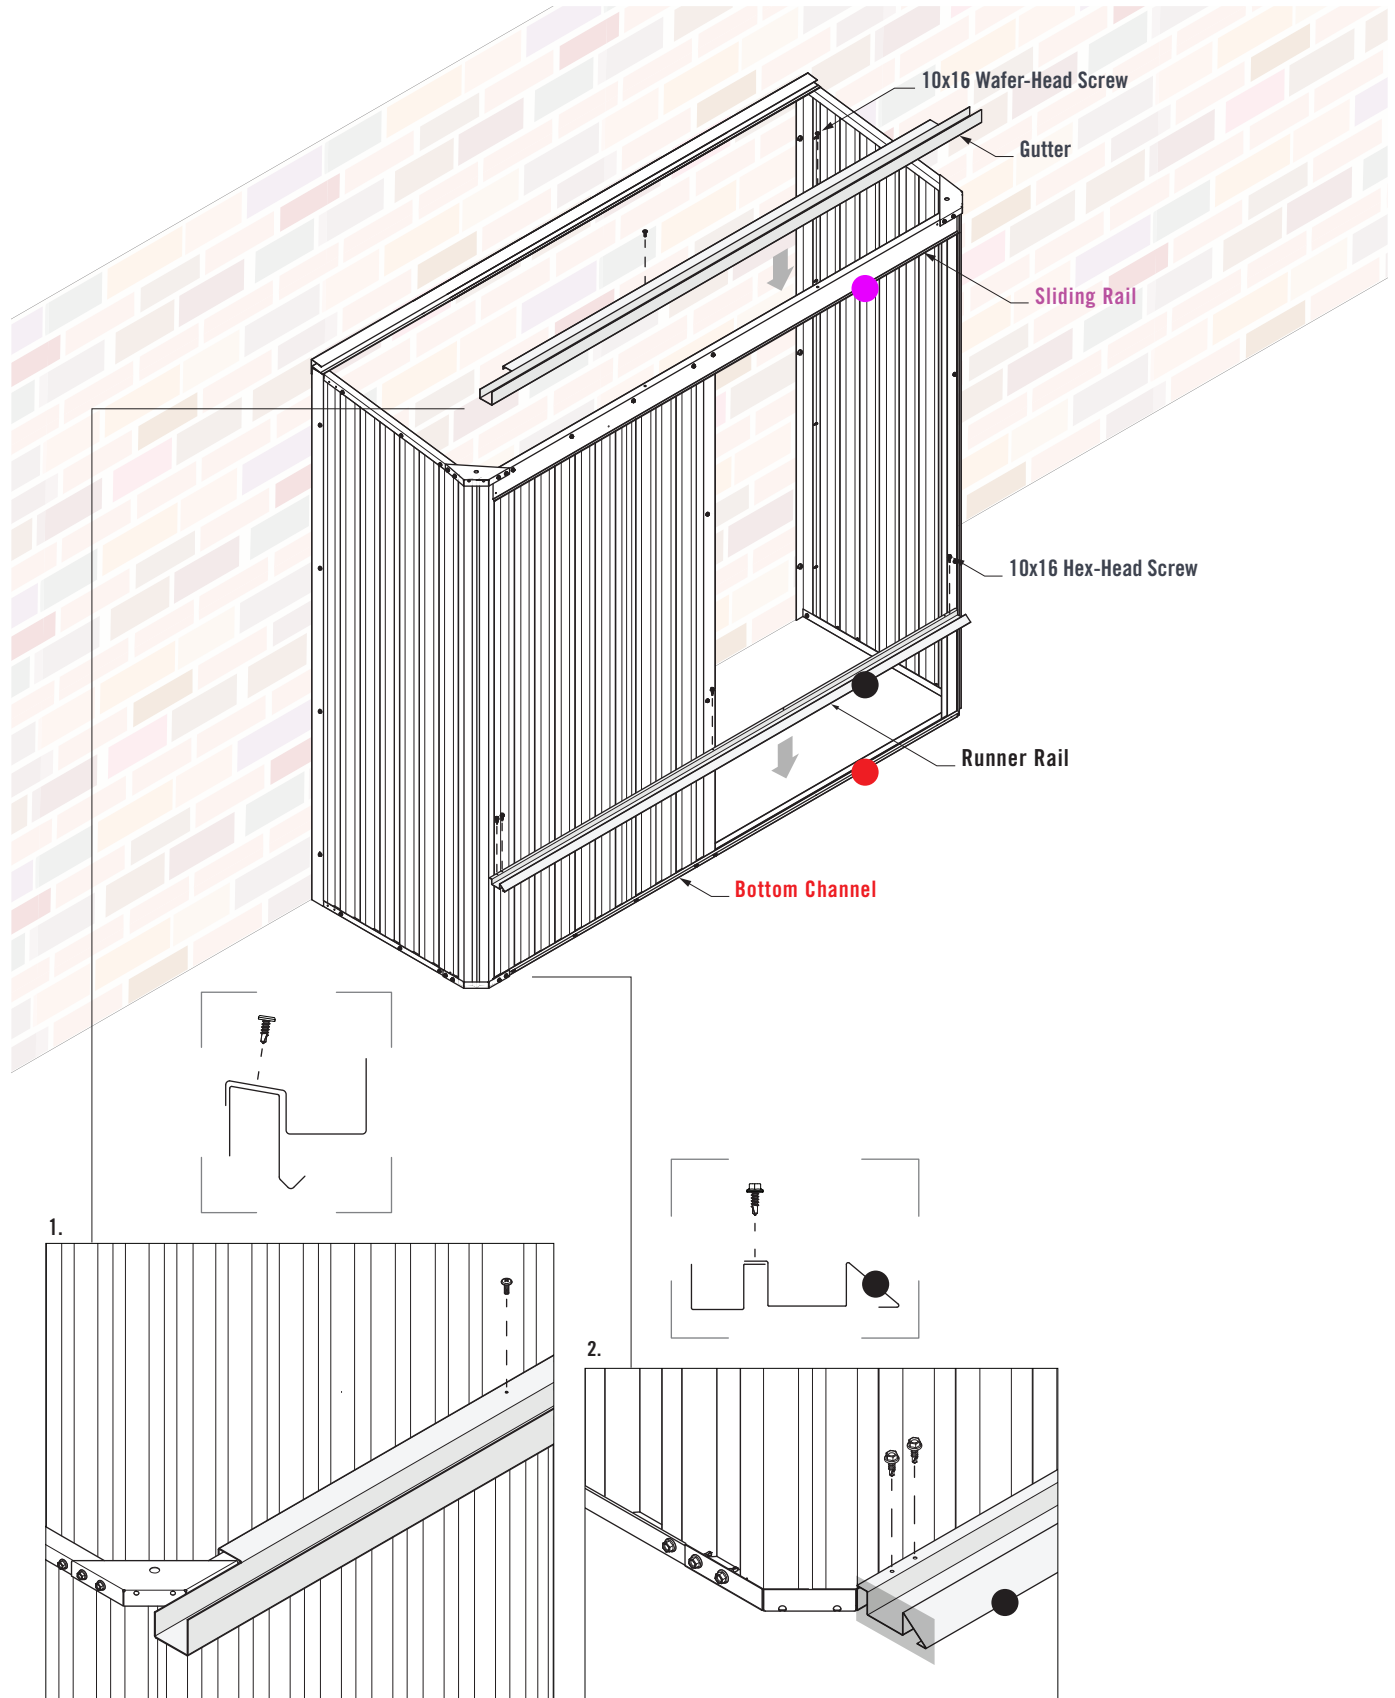 10x16 Wafer-Head Screw
Gutter
Sliding Rail
10x16 Hex-Head Screw
Runner Rail
Bottom Channel
1.
2.